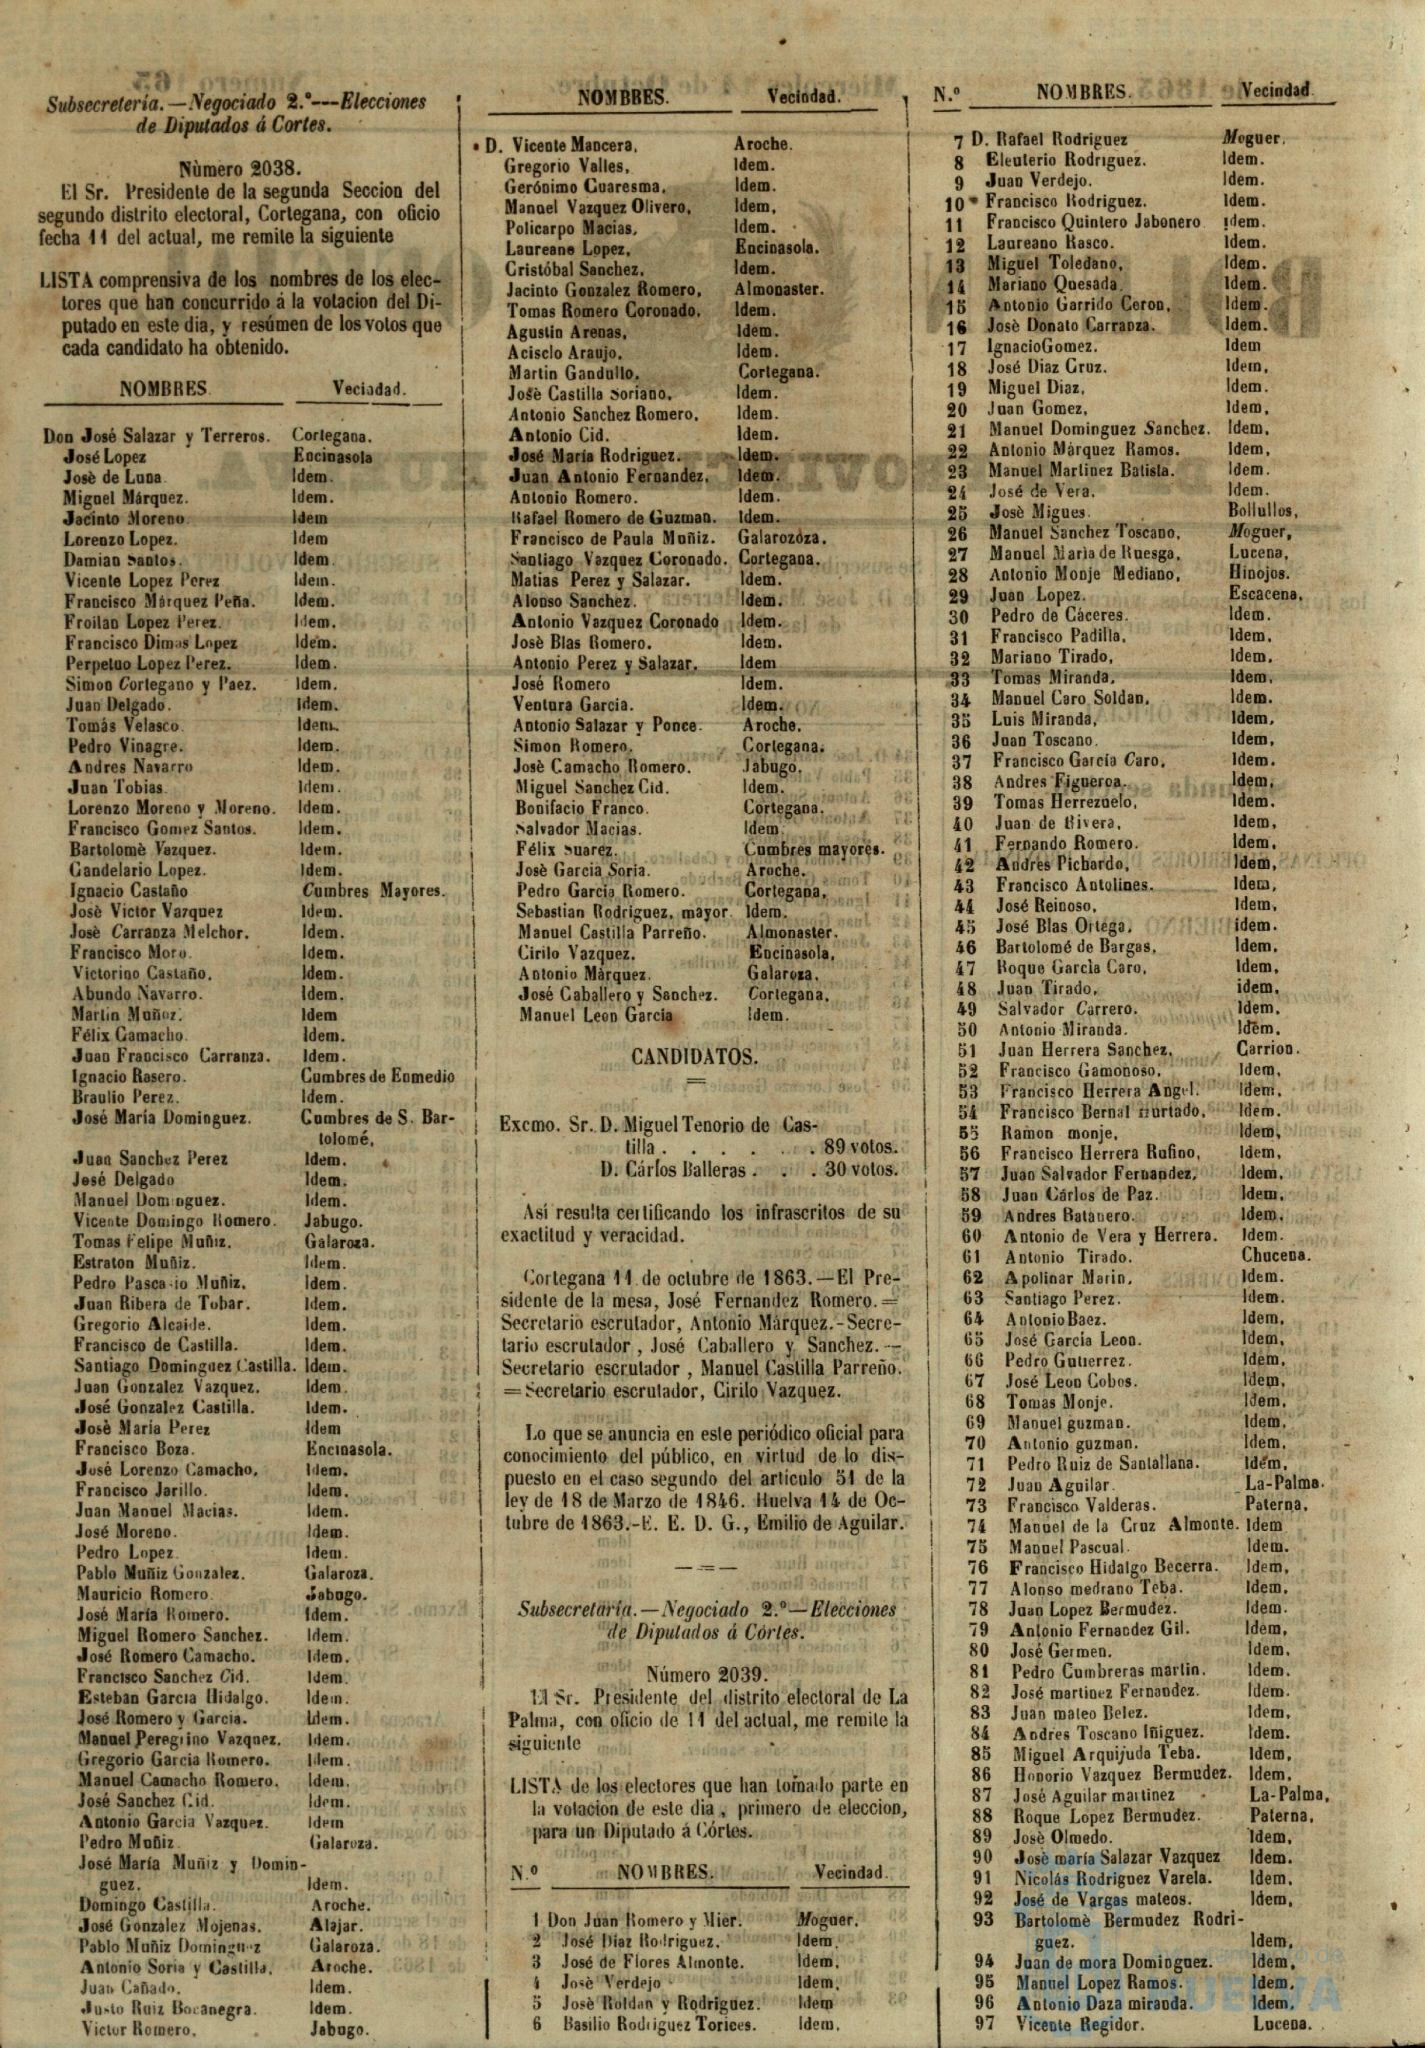 Subsecreteria.—Negociado 2.º---Elecciones
de Diputados á Cortes.
Nùmero 2038.
El Sr. Presidente de la segunda Seccion del
segundo distrito electoral, Cortegana, con oficio
fecha 11 del actual, me remite la siguiente
LISTA comprensiva de los nombres de los elec-
tores que han concurrido á la votacion del Di-
putado en este dia, y resúmen de los votos que
cada candidato ha obtenido.
NOMBRES. Vecindad.
Don José Salazar y Terreros. Cortegana.
José Lopez Encinasola
Josè de Luna Idem.
Miguel Márquez. Idem.
Jacinto Moreno. Idem
Lorenzo Lopez. Idem
Damian Santos. Idem.
Vicente Lopez Perez Idem.
Francisco Márquez Peña. Idem.
Froilan Lopez Perez. Idem.
Francisco Dimas Lopez Idem.
Perpetuo Lopez Perez. Idem.
Simon Cortegano y Paez. Idem.
Juan Delgado. Idem.
Tomás Velasco Idem.
Pedro Vinagre. Idem.
Andres Navarro Idem.
Juan Tobias. Idem.
Lorenzo Moreno y Moreno. Idem.
Francisco Gomez Santos. Idem.
Bartolomè Vazquez. Idem.
Candelario Lopez. Idem.
Ignacio Castaño Cumbres Mayores.
Josè Victor Vazquez Idem.
Josè Carranza Melchor. Idem.
Francisco Moro. Idem.
Victorino Castaño. Idem.
Abundo Navarro. Idem.
Martin Muñoz. Idem
Félix Camacho. Idem.
Juan Francisco Carranza. Idem.
Ignacio Rasero. Cumbres de Enmedio
Braulio Perez. Idem.
José María Dominguez. Cumbres de S. Bar-
tolomé,
Juan Sanchez Perez Idem.
Josè Delgado Idem.
Manuel Dominguez. Idem.
Vicente Domingo Romero. Jabugo.
Tomas Felipe Muñiz. Galaroza.
Estraton Muñiz. Idem.
Pedro Pascasio Muñiz. Idem.
Juan Ribera de Tobar. Idem.
Gregorio Alcaide. Idem.
Francisco de Castilla. Idem.
Santiago Dominguez Castilla. Idem.
Juan Gonzalez Vazquez. Idem.
José Gonzalez Castilla. Idem.
Josè María Perez Idem
Francisco Boza. Encinasola.
José Lorenzo Camacho, Idem.
Francisco Jarillo. Idem.
Juan Manuel Macias. Idem.
José Moreno. Idem.
Pedro Lopez Idem.
Pablo Muñiz Gonzalez. Galaroza.
Mauricio Romero Jabugo.
José María Romero. Idem.
Miguel Romero Sanchez. Idem.
José Romero Camacho. Idem.
Francisco Sanchez Cid. Idem
Esteban Garcia Hidalgo. Idem.
José Romero y Garcia. Idem.
Manuel Peregrino Vazquez. Idem.
Gregorio Garcia Romero. Idem.
Manuel Camacho Romero. Idem.
José Sanchez Cid. Idem.
Antonio Garcia Vazquez. Idem
Pedro Muñiz Galaroza.
José María Muñiz y Domin-
guez. Idem.
Domingo Castilla. Aroche.
José Gonzalez Mojenas. Alajar.
Pablo Muñiz Dominguez Galaroza.
Antonio Soria y Castilla. Aroche.
Juan Cañado. Idem.
Justo Ruiz Bocanegra. Idem.
Victor Romero. Jabugo.
NOMBRES. Vecindad.
D. Vicente Mancera, Aroche.
Gregorio Valles, Idem.
Gerónimo Cuaresma, Idem.
Manuel Vazquez Olivero, Idem,
Policarpo Macias, Idem.
Laureano Lopez, Encinasola.
Cristóbal Sanchez, Idem.
Jacinto Gonzalez Romero, Almonaster.
Tomas Romero Coronado, Idem.
Agustin Arenas, Idem.
Acisclo Araujo, Idem.
Martin Gandullo. Cortegana.
Josè Castilla Soriano, Idem.
Antonio Sanchez Romero, Idem.
Antonio Cid. Idem.
José María Rodriguez. Idem.
Juan Antonio Fernandez. Idem.
Antonio Romero. Idem.
Rafael Romero de Guzman. Idem.
Francisco de Paula Muñiz. Galarozóza.
Santiago Vazquez Coronado. Cortegana.
Matias Perez y Salazar. Idem.
Alonso Sanchez. Idem.
Antonio Vazquez Coronado Idem.
Josè Blas Romero. Idem.
Antonio Perez y Salazar. Idem
José Romero Idem.
Ventura Garcia. Idem.
Antonio Salazar y Ponce. Aroche.
Simon Romero. Cortegana.
Josè Camacho Romero. Jabugo.
Miguel Sanchez Cid. Idem.
Bonifacio Franco. Cortegana.
Salvador Macias. Idem.
Félix Suarez. Cumbres mayores.
Josè Garcia Soria. Aroche.
Pedro Garcia Romero. Cortegana,
Sebastian Rodriguez, mayor. Idem.
Manuel Castilla Parreño. Almonaster.
Cirilo Vazquez. Encinasola,
Antonio Márquez. Galaroza.
José Caballero y Sanchez. Cortegana.
Manuel Leon García Idem.
CANDIDATOS.
Excmo. Sr. D. Miguel Tenorio de Cas-
tilla . . . . . . . 89 votos.
D. Cárlos Balleras . . . 30 votos.
Así resulta certificando los infrascritos de su
exactitud y veracidad.
Cortegana 11 de octubre de 1863.—El Pre-
sidente de la mesa, José Fernandez Romero.=
Secretario escrutador, Antonio Márquez.-Secre-
tario escrutador, José Caballero y Sanchez.—
Secretario escrutador, Manuel Castilla Parreño.
=Secretario escrutador, Cirilo Vazquez.
Lo que se anuncia en este periódico oficial para
conocimiento del público, en virtud de lo dis-
puesto en el caso segundo del articulo 51 de la
ley de 18 de Marzo de 1846. Huelva 14 de Oc-
tubre de 1863.-E. E. D. G., Emilio de Aguilar.
Subsecretaría.—Negociado 2.º—Elecciones
de Diputados á Córtes.
Número 2039.
El Sr. Presidente del distrito electoral de La
Palma, con oficio de 11 del actual, me remite la
siguiente
LISTA de los electores que han tomado parte en
la votacion de este dia, primero de eleccion,
para un Diputado á Córtes.
N.º NOMBRES. Vecindad.
1 Don Juan Romero y Mier. Moguer.
2 José Diaz Rodriguez. Idem.
3 José de Flores Almonte. Idem,
4 Josè Verdejo Idem,
5 Josè Roldan y Rodriguez. Idem
6 Basilio Rodriguez Torices. Idem.
N.º NOMBRES. Vecindad.
7 D. Rafael Rodriguez Moguer,
8 Eleuterio Rodriguez. Idem.
9 Juan Verdejo. Idem.
10 Francisco Rodriguez. Idem.
11 Francisco Quintero Jabonero idem.
12 Laureano Rasco. Idem.
13 Miguel Toledano, Idem.
14 Mariano Quesada. Idem.
15 Antonio Garrido Ceron, Idem.
16 Josè Donato Carranza. Idem.
17 IgnacioGomez. Idem
18 José Diaz Cruz. Idem,
19 Miguel Diaz, Idem.
20 Juan Gomez, Idem,
21 Manuel Dominguez Sanchez. Idem,
22 Antonio Márquez Ramos. Idem,
23 Manuel Martinez Batista. Idem.
24 José de Vera. Idem.
25 Josè Migues. Bollullos,
26 Manuel Sanchez Toscano, Moguer,
27 Manuel María de Ruesga, Lucena,
28 Antonio Monje Mediano, Hinojos.
29 Juan Lopez. Escacena,
30 Pedro de Cáceres. Idem.
31 Francisco Padilla, Idem,
32 Mariano Tirado, Idem,
33 Tomas Miranda, Idem,
34 Manuel Caro Soldan, Idem.
35 Luis Miranda, Idem,
36 Juan Toscano. Idem,
37 Francisco García Caro, Idem.
38 Andres Figueroa. Idem,
39 Tomas Herrezuelo, Idem.
40 Juan de Rivera, Idem,
41 Fernando Romero. Idem,
42 Andres Pichardo, Idem,
43 Francisco Antolines. Idem,
44 José Reinoso, Idem,
45 José Blas Ortega, idem.
46 Bartolomé de Bargas, Idem,
47 Roque García Caro, Idem,
48 Juan Tirado, idem,
49 Salvador Carrero. Idem,
50 Antonio Miranda. Idem.
51 Juan Herrera Sanchez, Carrion.
52 Francisco Gamonoso, Idem,
53 Francisco Herrera Angel. Idem,
54 Francisco Bernal Hurtado, Idem.
55 Ramon monje, Idem,
56 Francisco Herrera Rufino, Idem,
57 Juan Salvador Fernandez, Idem.
58 Juan Cárlos de Paz. Idem,
59 Andres Batanero. Idem.
60 Antonio de Vera y Herrera. Idem.
61 Antonio Tirado. Chucena.
62 Apolinar Marin, Idem.
63 Santiago Perez. Idem.
64 AntonioBaez. Idem,
65 José García Leon. Idem,
66 Pedro Gutierrez. Idem,
67 José Leon Cobos. Idem,
68 Tomas Monje. Idem,
69 Manuel guzman. Idem.
70 Antonio guzman. Idem,
71 Pedro Ruiz de Santallana. Idem,
72 Juan Aguilar. La-Palma.
73 Francisco Valderas. Paterna,
74 Manuel de la Cruz Almonte. Idem
75 Manuel Pascual. Idem.
76 Francisco Hidalgo Becerra. Idem,
77 Alonso medrano Teba. Idem,
78 Juan Lopez Bermudez. Idem.
79 Antonio Fernandez Gil. Idem,
80 José Germen. Idem.
81 Pedro Cumbreras martin. Idem.
82 José martinez Fernandez. Idem.
83 Juan mateo Belez. Idem,
84 Andres Toscano Iñiguez. Idem.
85 Miguel Arquijuda Teba. Idem,
86 Honorio Vazquez Bermudez. Idem,
87 José Aguilar martinez La-Palma,
88 Roque Lopez Bermudez. Paterna,
89 Josè Olmedo. Idem,
90 Josè maría Salazar Vazquez Idem.
91 Nicolás Rodriguez Varela. Idem.
92 José de Vargas mateos. Idem,
93 Bartolomè Bermudez Rodri-
guez. Idem,
94 Juan de mora Dominguez. Idem,
95 Manuel Lopez Ramos. Idem,
96 Antonio Daza miranda. Idem,
97 Vicente Regidor. Lucena.
HUELVA